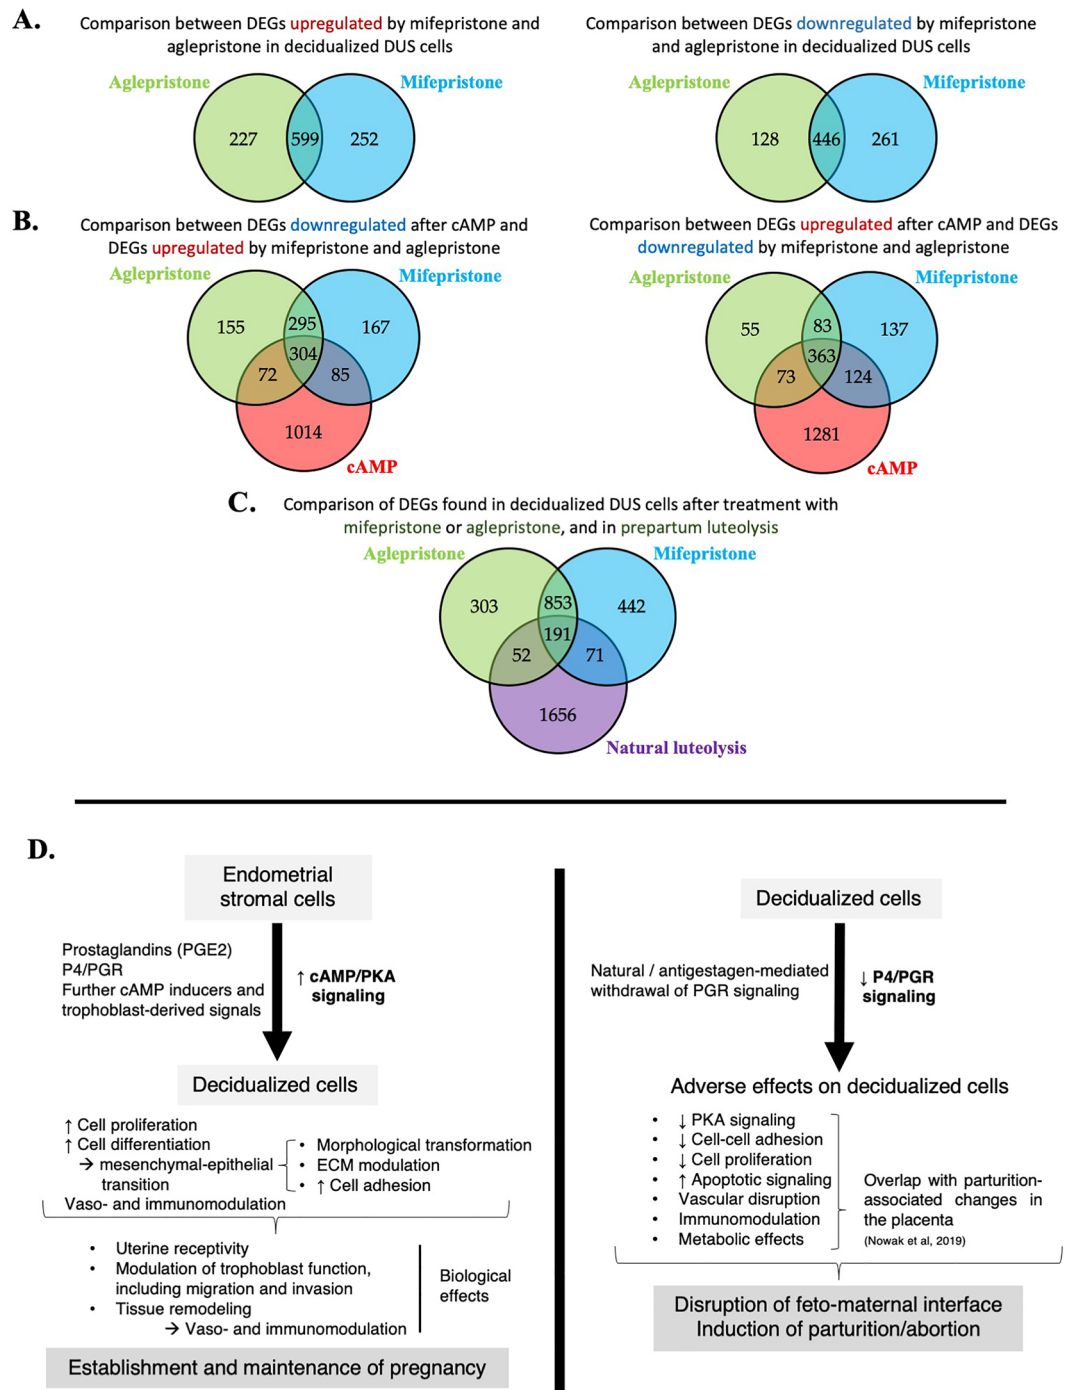 A.
Comparison between DEGs upregulated by mifepristone and
aglepristone in decidualized DUS cells
Aglepristone
Mifepristone
227
599
252
Comparison between DEGs downregulated by mifepristone
and aglepristone in decidualized DUS cells
Aglepristone
Mifepristone
128
446
261
B.
Comparison between DEGs downregulated after cAMP and
DEGs upregulated by mifepristone and aglepristone
Aglepristone
Mifepristone
155
295
167
304
72
85
1014
cAMP
Comparison between DEGs upregulated after cAMP and DEGs
downregulated by mifepristone and aglepristone
Aglepristone
Mifepristone
55
83
137
363
73
124
1281
cAMP
C.
Comparison of DEGs found in decidualized DUS cells after treatment with
mifepristone or aglepristone, and in prepartum luteolysis
Aglepristone
Mifepristone
303
853
442
191
52
71
1656
Natural luteolysis
D.
Endometrial
stromal cells
Prostaglandins (PGE2)
P4/PGR
Further cAMP inducers and
trophoblast-derived signals
↑ cAMP/PKA
signaling
Decidualized cells
↑ Cell proliferation
↑ Cell differentiation
→ mesenchymal-epithelial
transition
Vaso- and immunomodulation
• Morphological transformation
• ECM modulation
• ↑ Cell adhesion
• Uterine receptivity
• Modulation of trophoblast function,
including migration and invasion
• Tissue remodeling
→ Vaso- and immunomodulation
Biological
effects
Establishment and maintenance of pregnancy
Decidualized cells
Natural / antigestagen-mediated
withdrawal of PGR signaling
↓ P4/PGR
signaling
Adverse effects on decidualized cells
• ↓ PKA signaling
• ↓ Cell-cell adhesion
• ↓ Cell proliferation
• ↑ Apoptotic signaling
• Vascular disruption
• Immunomodulation
• Metabolic effects
Overlap with parturition-
associated changes in
the placenta
(Nowak et al, 2019)
Disruption of feto-maternal interface
Induction of parturition/abortion